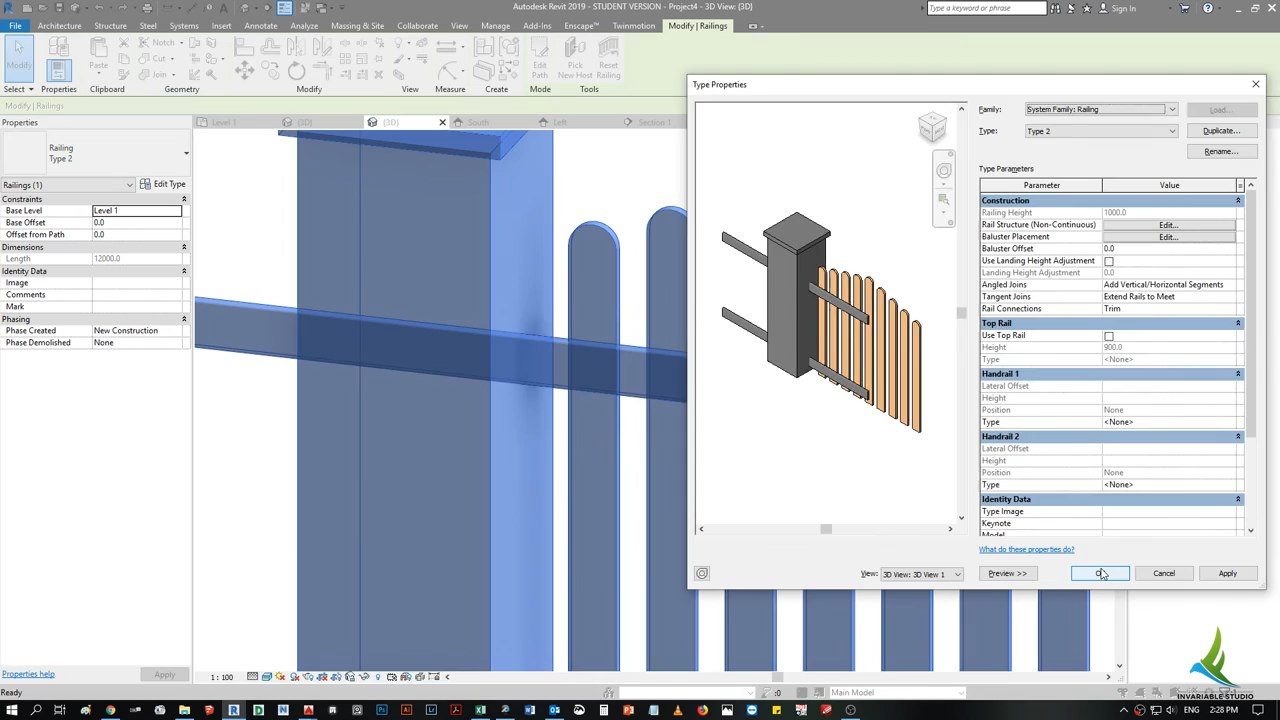 Autodesk Revit 2019 - STUDENT VERSION - Project4 - 3D View: {3D}
Type a keyword or phrase
Sign In
File Architecture Structure Steel Systems Insert Annotate Analyze Massing & Site Collaborate View Manage Add-Ins Enscape™ Twinmotion Modify | Railings
Modify
Paste
Notch
Cut
Join
Edit Path
Pick New Host
Reset Railing
Select Properties Clipboard Geometry Modify View Measure Create Mode Tools
Modify | Railings
Properties
Level 1 {3D} {3D} South Left Section 1
Railing
Type 2
Railings (1) Edit Type
Constraints
Base Level Level 1
Base Offset 0.0
Offset from Path 0.0
Dimensions
Length 12000.0
Identity Data
Image
Comments
Mark
Phasing
Phase Created New Construction
Phase Demolished None
Properties help Apply
Type Properties
Family: System Family: Railing Load...
Type: Type 2 Duplicate...
Rename...
Type Parameters
Parameter Value =
Construction
Railing Height 1000.0
Rail Structure (Non-Continuous) Edit...
Baluster Placement Edit...
Baluster Offset 0.0
Use Landing Height Adjustment
Landing Height Adjustment 0.0
Angled Joins Add Vertical/Horizontal Segments
Tangent Joins Extend Rails to Meet
Rail Connections Trim
Top Rail
Use Top Rail
Height 900.0
Type <None>
Handrail 1
Lateral Offset
Height
Position None
Type <None>
Handrail 2
Lateral Offset
Height
Position None
Type <None>
Identity Data
Type Image
Keynote
Model
What do these properties do?
View: 3D View: 3D View 1 Preview >> Cancel Apply
1 : 100
Ready
:0 Main Model
INVARIABLE STUDIO
ENG 2:28 PM